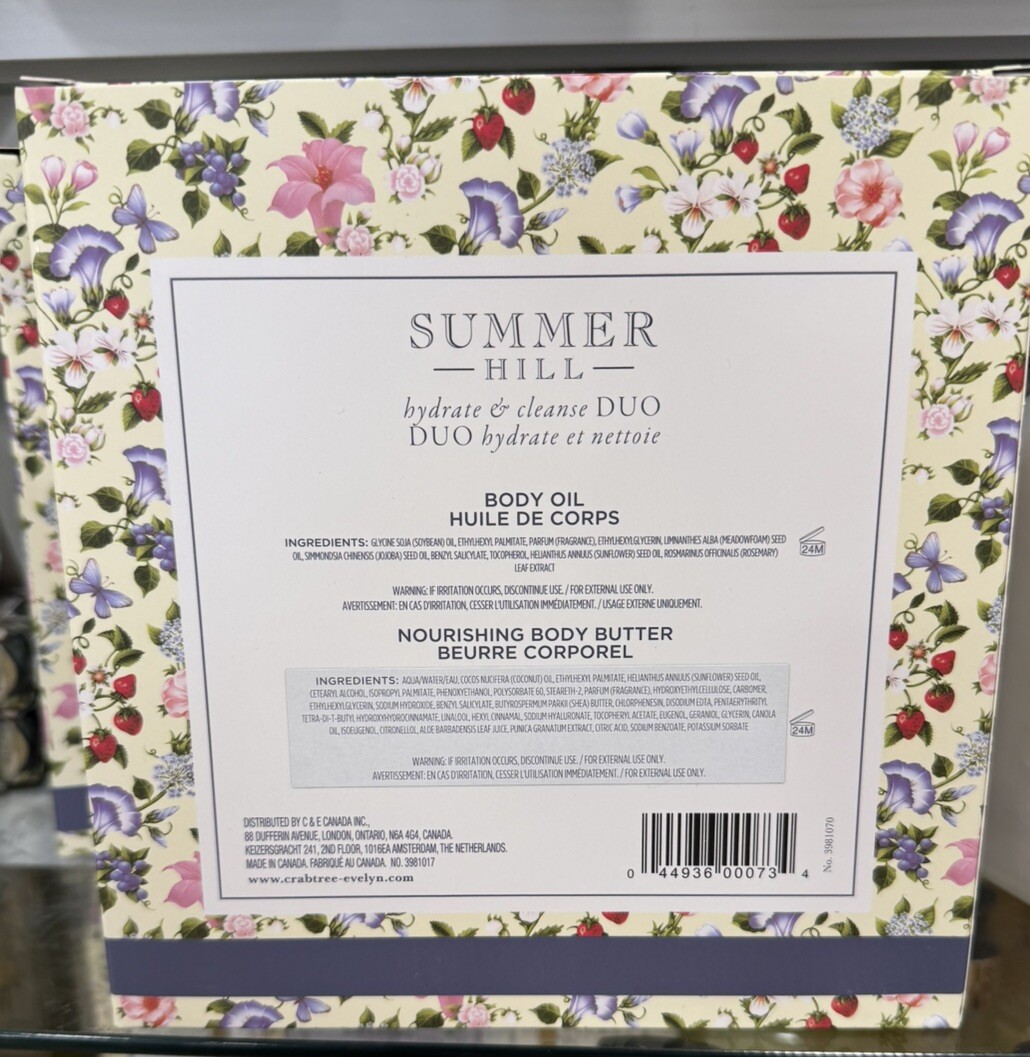 SUMMER
HILL
hydrate & cleanse DUO
DUO hydrate et nettoie
BODY OIL
HUILE DE CORPS
INGREDIENTS: GLYCINE SOJA (SOYBEAN) OIL, ETHYLHEXYL PALMITATE, PARFUM (FRAGRANCE), ETHYLHEXYLGLYCERIN, LIMNANTHES ALBA (MEADOWFOAM) SEED
OIL, SIMMONDSIA CHINENSIS (JOJOBA) SEED OIL, BENZYL SALICYLATE, TOCOPHEROL, HELIANTHUS ANNUUS (SUNFLOWER) SEED OIL, ROSMARINUS OFFICINALIS (ROSEMARY)
LEAF EXTRACT
24M
WARNING: IF IRRITATION OCCURS, DISCONTINUE USE. / FOR EXTERNAL USE ONLY.
AVERTISSEMENT: EN CAS D'IRRITATION, CESSER L'UTILISATION IMMÉDIATEMENT. / USAGE EXTERNE UNIQUEMENT.
NOURISHING BODY BUTTER
BEURRE CORPOREL
INGREDIENTS: AQUA/WATER/EAU, COCOS NUCIFERA (COCONUT) OIL, ETHYLHEXYL PALMITATE, HELIANTHUS ANNUUS (SUNFLOWER) SEED OIL,
CETEARYL ALCOHOL, ISOPROPYL PALMITATE, PHENOXYETHANOL, POLYSORBATE 60, STEARETH-2, PARFUM (FRAGRANCE), HYDROXYETHYLCELLULOSE, CARBOMER,
ETHYLHEXYLGLYCERIN, SODIUM HYDROXIDE, BENZYL SALICYLATE, BUTYROSPERMUM PARKII (SHEA) BUTTER, CHLORPHENESIN, DISODIUM EDTA, PENTAERYTHRITYL
TETRA-DI-T-BUTYL HYDROXYHYDROCINNAMATE, LINALOOL, HEXYL CINNAMAL, SODIUM HYALURONATE, TOCOPHERYL ACETATE, EUGENOL, GERANIOL, GLYCERIN, CANOLA
OIL, ISOEUGENOL, CITRONELLOL, ALOE BARBADENSIS LEAF JUICE, PUNICA GRANATUM EXTRACT, CITRIC ACID, SODIUM BENZOATE, POTASSIUM SORBATE
24M
WARNING: IF IRRITATION OCCURS, DISCONTINUE USE. / FOR EXTERNAL USE ONLY.
AVERTISSEMENT: EN CAS D'IRRITATION, CESSER L'UTILISATION IMMÉDIATEMENT. / FOR EXTERNAL USE ONLY.
DISTRIBUTED BY C & E CANADA INC.,
88 DUFFERIN AVENUE, LONDON, ONTARIO, N6A 4G4, CANADA.
KEIZERSGRACHT 241, 2ND FLOOR, 1016EA AMSTERDAM, THE NETHERLANDS.
MADE IN CANADA. FABRIQUÉ AU CANADA. NO. 3981017
www.crabtree-evelyn.com
0 44936 00073 4
No. 3981070